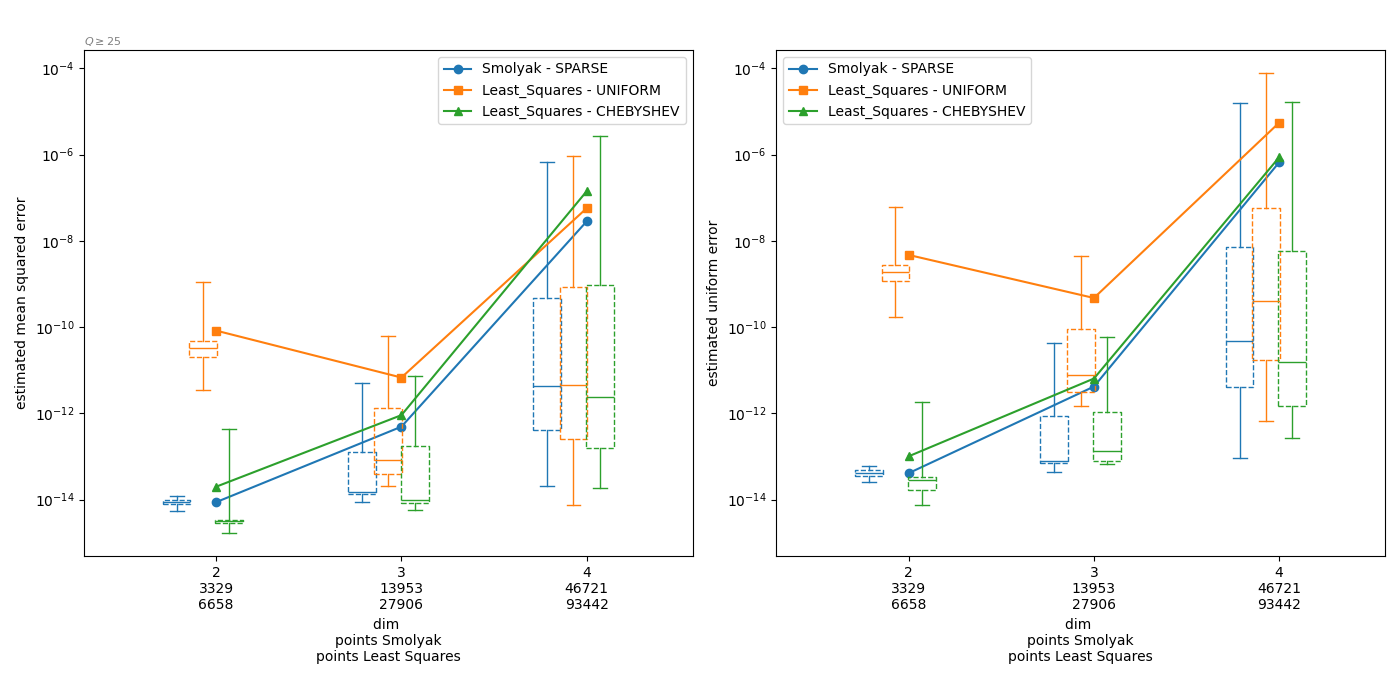 Q ≥ 25
estimated mean squared error
10⁻⁴
10⁻⁶
10⁻⁸
10⁻¹⁰
10⁻¹²
10⁻¹⁴
Smolyak - SPARSE
Least_Squares - UNIFORM
Least_Squares - CHEBYSHEV
2 3 4
3329 13953 46721
6658 27906 93442
dim
points Smolyak
points Least Squares
estimated uniform error
10⁻⁴
10⁻⁶
10⁻⁸
10⁻¹⁰
10⁻¹²
10⁻¹⁴
Smolyak - SPARSE
Least_Squares - UNIFORM
Least_Squares - CHEBYSHEV
2 3 4
3329 13953 46721
6658 27906 93442
dim
points Smolyak
points Least Squares